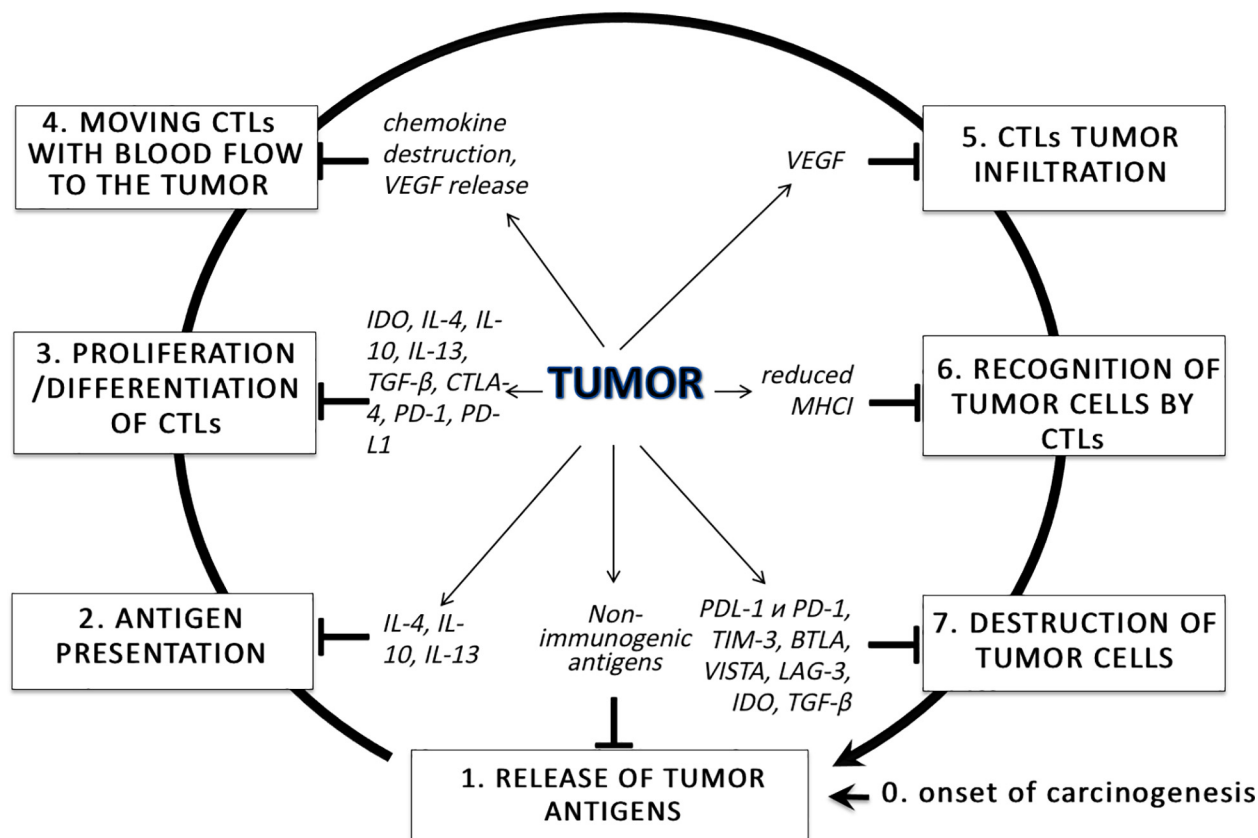 4. MOVING CTLs
WITH BLOOD FLOW
TO THE TUMOR
chemokine
destruction,
VEGF release
VEGF
5. CTLs TUMOR
INFILTRATION
3. PROLIFERATION
/DIFFERENTIATION
OF CTLs
IDO, IL-4, IL-
10, IL-13,
TGF-β, CTLA-
4, PD-1, PD-
L1
TUMOR
reduced
MHCI
6. RECOGNITION OF
TUMOR CELLS BY
CTLs
2. ANTIGEN
PRESENTATION
IL-4, IL-
10, IL-13
Non-
immunogenic
antigens
PDL-1 и PD-1,
TIM-3, BTLA,
VISTA, LAG-3,
IDO, TGF-β
7. DESTRUCTION OF
TUMOR CELLS
1. RELEASE OF TUMOR
ANTIGENS
0. onset of carcinogenesis